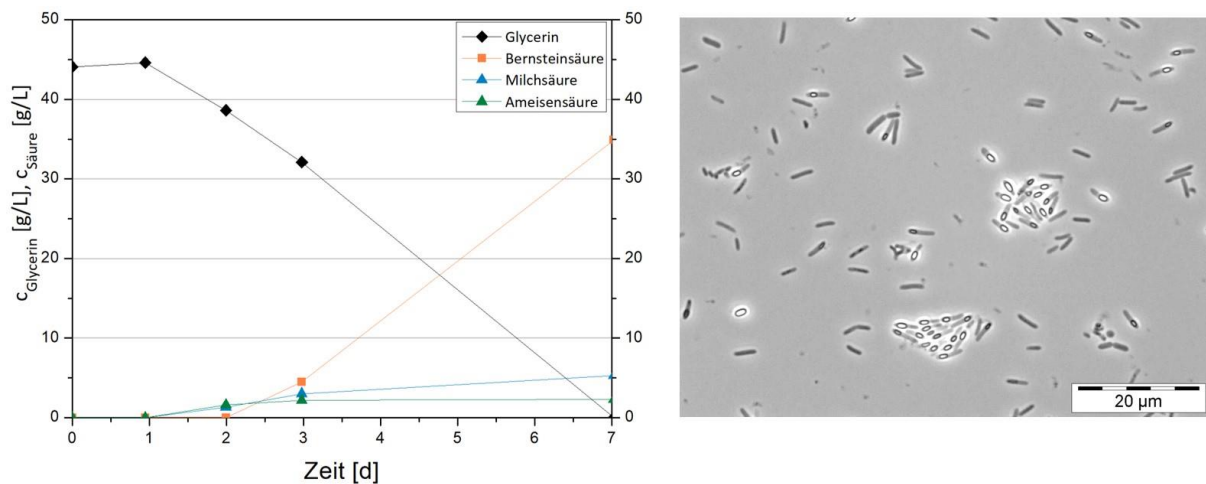 50
40
30
20
10
0
50
40
30
20
10
0
Glycerin
Bernsteinsäure
Milchsäure
Ameisensäure
c_Glycerin [g/L], c_Säure [g/L]
0 1 2 3 4 5 6 7
Zeit [d]
20 µm